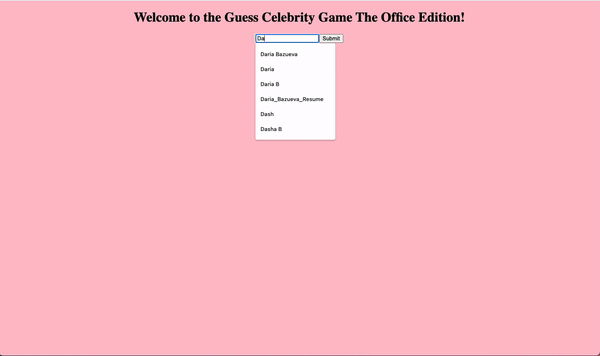 Welcome to the Guess Celebrity Game The Office Edition!
Da Submit
Daria Bazueva
Daria
Daria B
Daria_Bazueva_Resume
Dash
Dasha B